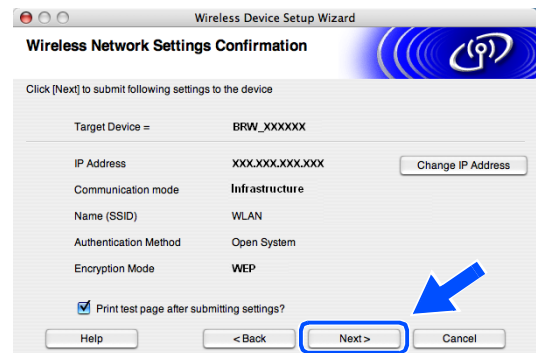 Wireless Device Setup Wizard
Wireless Network Settings Confirmation
Click [Next] to submit following settings to the device
Target Device = BRW_XXXXXX
IP Address XXX.XXX.XXX.XXX Change IP Address
Communication mode Infrastructure
Name (SSID) WLAN
Authentication Method Open System
Encryption Mode WEP
Print test page after submitting settings?
Help < Back Next > Cancel